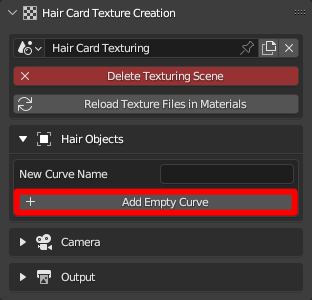 Hair Card Texture Creation
Hair Card Texturing
Delete Texturing Scene
Reload Texture Files in Materials
Hair Objects
New Curve Name
Add Empty Curve
Camera
Output